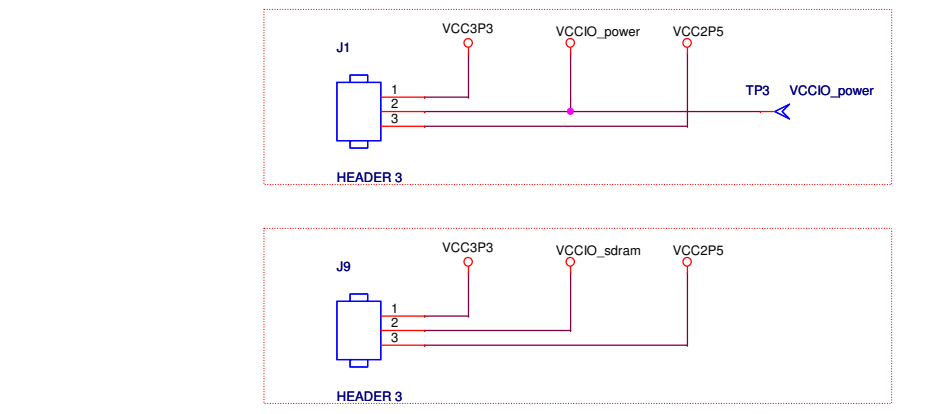 VCC3P3 VCCIO_power VCC2P5
J1
TP3 VCCIO_power
1
2
3
HEADER 3
VCC3P3 VCCIO_sdram VCC2P5
J9
1
2
3
HEADER 3